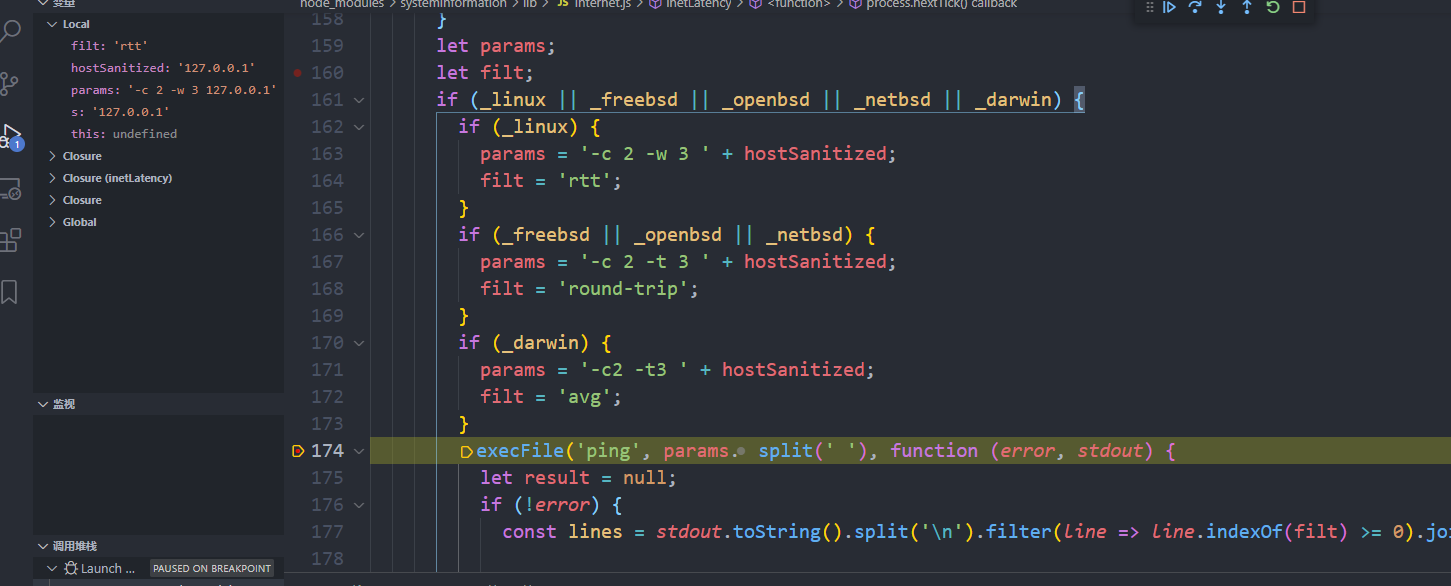 变量
Local
filt: 'rtt'
hostSanitized: '127.0.0.1'
params: '-c 2 -w 3 127.0.0.1'
s: '127.0.0.1'
this: undefined
Closure
Closure (inetLatency)
Closure
Global
监视
调用堆栈
Launch ... PAUSED ON BREAKPOINT
1
node_modules > systeminformation > lib > JS internet.js > inetLatency > <function> > process.nextTick() callback
158 }
159 let params;
160 let filt;
161 if (_linux || _freebsd || _openbsd || _netbsd || _darwin) {
162 if (_linux) {
163 params = '-c 2 -w 3 ' + hostSanitized;
164 filt = 'rtt';
165 }
166 if (_freebsd || _openbsd || _netbsd) {
167 params = '-c 2 -t 3 ' + hostSanitized;
168 filt = 'round-trip';
169 }
170 if (_darwin) {
171 params = '-c2 -t3 ' + hostSanitized;
172 filt = 'avg';
173 }
174 execFile('ping', params. split(' '), function (error, stdout) {
175 let result = null;
176 if (!error) {
177 const lines = stdout.toString().split('\n').filter(line => line.indexOf(filt) >= 0).joi
178